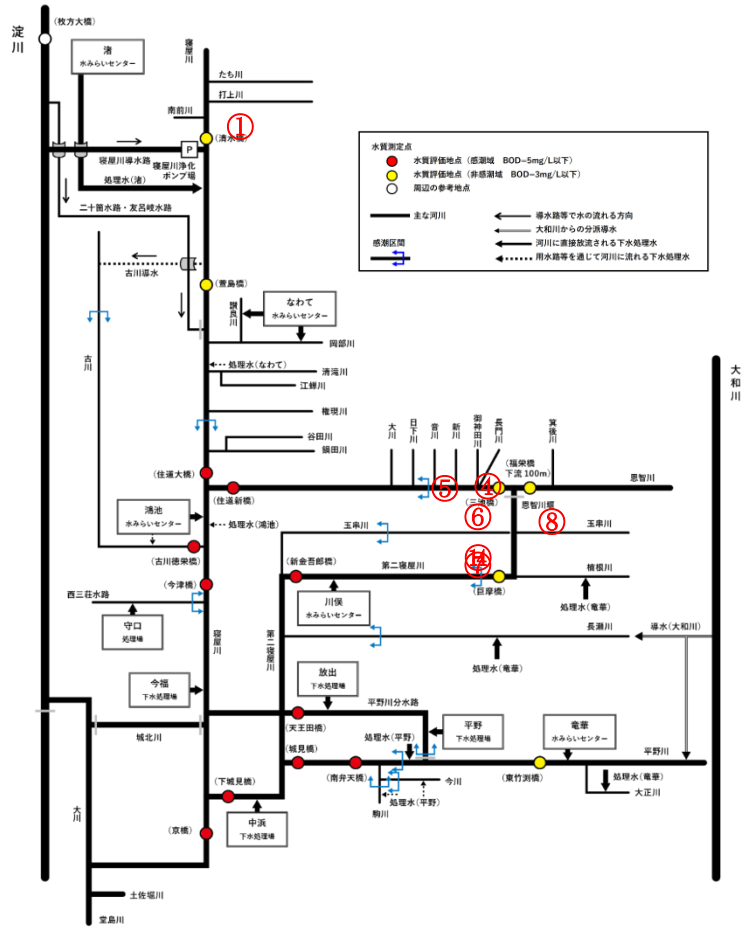 淀川
(枚方大橋)
渚
水みらいセンター
寝屋川
たち川
打上川
南前川
①
(清水橋)
P
寝屋川導水路
寝屋川浄化
ポンプ場
処理水(渚)
二十箇水路・友呂岐水路
古川導水
(萱島橋)
讃良川
なわて
水みらいセンター
岡部川
古川
処理水(なわて)
清滝川
江蝉川
権現川
谷田川
鍋田川
水質測定点
水質評価地点(感潮域 BOD−5mg/L以下)
水質評価地点(非感潮域 BOD−3mg/L以下)
周辺の参考地点
主な河川
導水路等で水の流れる方向
大和川からの分派導水
感潮区間
河川に直接放流される下水処理水
用水路等を通じて河川に流れる下水処理水
大和川
大川
日下川
音川
新川
御神田川
長門川
箕後川
(福栄橋
下流 100m)
恩智川
(住道大橋)
(住道新橋)
⑤
④
(三池橋)
恩智川堰
⑥
⑧
鴻池
水みらいセンター
処理水(鴻池)
玉串川
玉串川
(古川徳栄橋)
(新金吾郎橋)
第二寝屋川
楠根川
(今津橋)
(巨摩橋)
西三荘水路
川俣
水みらいセンター
処理水(竜華)
守口
処理場
寝屋川
第二寝屋川
長瀬川
導水(大和川)
処理水(竜華)
今福
下水処理場
放出
下水処理場
平野川分水路
(天王田橋)
平野
下水処理場
竜華
水みらいセンター
城北川
処理水(平野)
(城見橋)
平野川
(下城見橋)
(南弁天橋)
(東竹渕橋)
処理水(竜華)
今川
大正川
処理水(平野)
駒川
大川
中浜
下水処理場
(京橋)
土佐堀川
堂島川